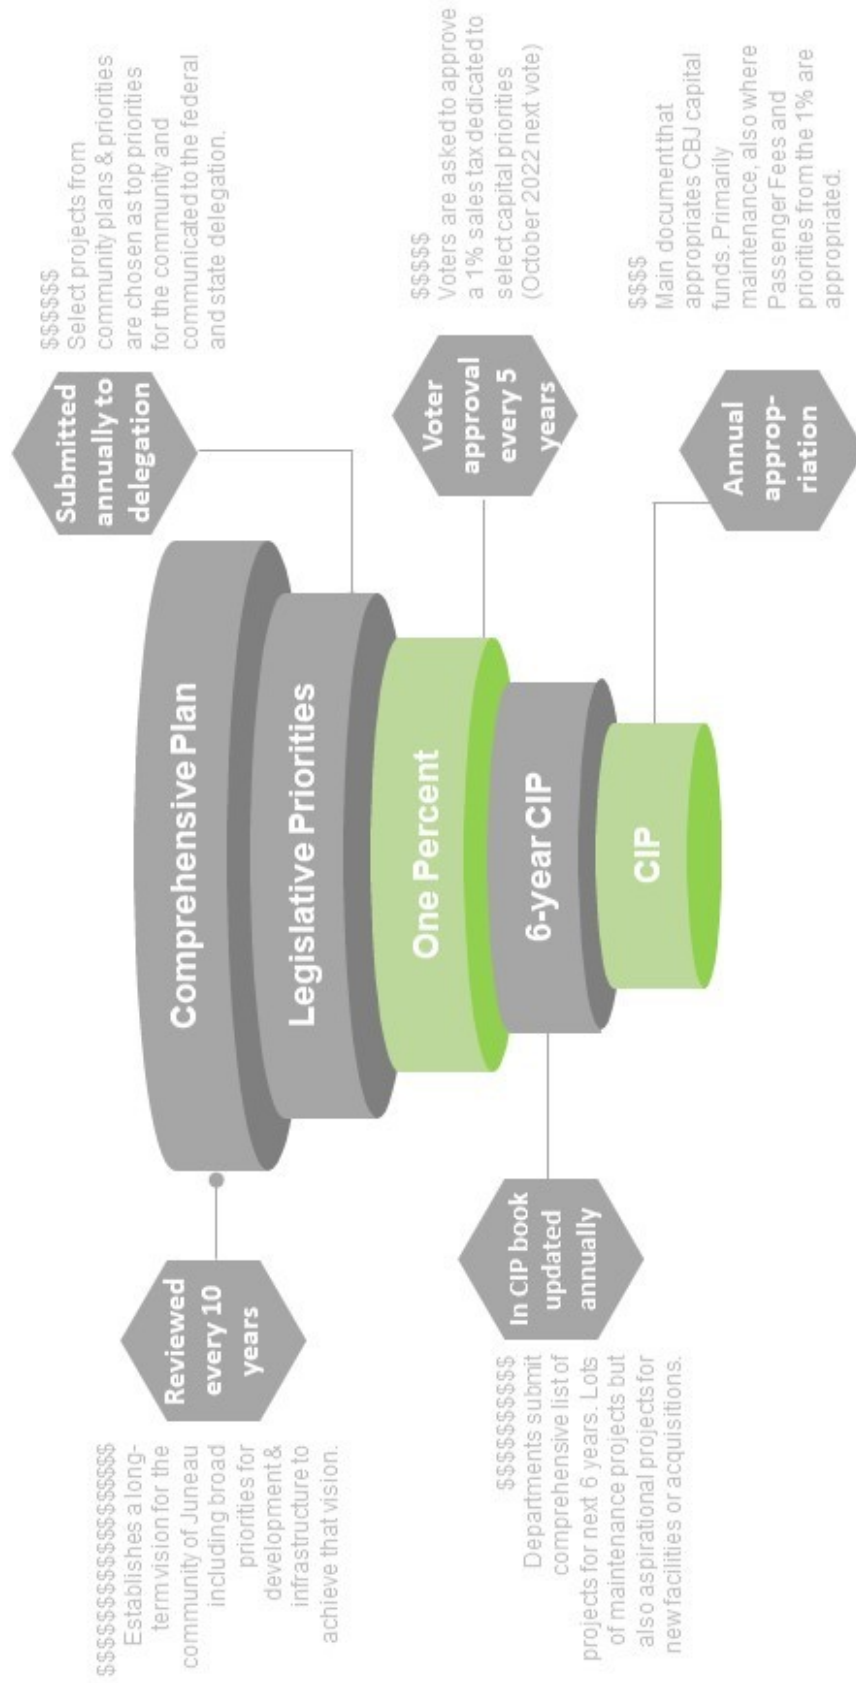 $$$$$$$$$$$$$$$$$$$
Establishes a long-
term vision for the
community of Juneau
including broad
priorities for
development &
infrastructure to
achieve that vision.
Reviewed
every 10
years
Comprehensive Plan
Submitted
annually to
delegation
$$$$$$
Select projects from
community plans & priorities
are chosen as top priorities
for the community and
communicated to the federal
and state delegation.
Legislative Priorities
One Percent
Voter
approval
every 5
years
$$$$$
Voters are asked to approve
a 1% sales tax dedicated to
select capital priorities
(October 2022 next vote)
$$$$$$$$$$$
Departments submit
comprehensive list of
projects for next 6 years. Lots
of maintenance projects but
also aspirational projects for
new facilities or acquisitions.
In CIP book
updated
annually
6-year CIP
CIP
Annual
approp-
riation
$$$$
Main document that
appropriates CBJ capital
funds. Primarily
maintenance, also where
Passenger Fees and
priorities from the 1% are
appropriated.